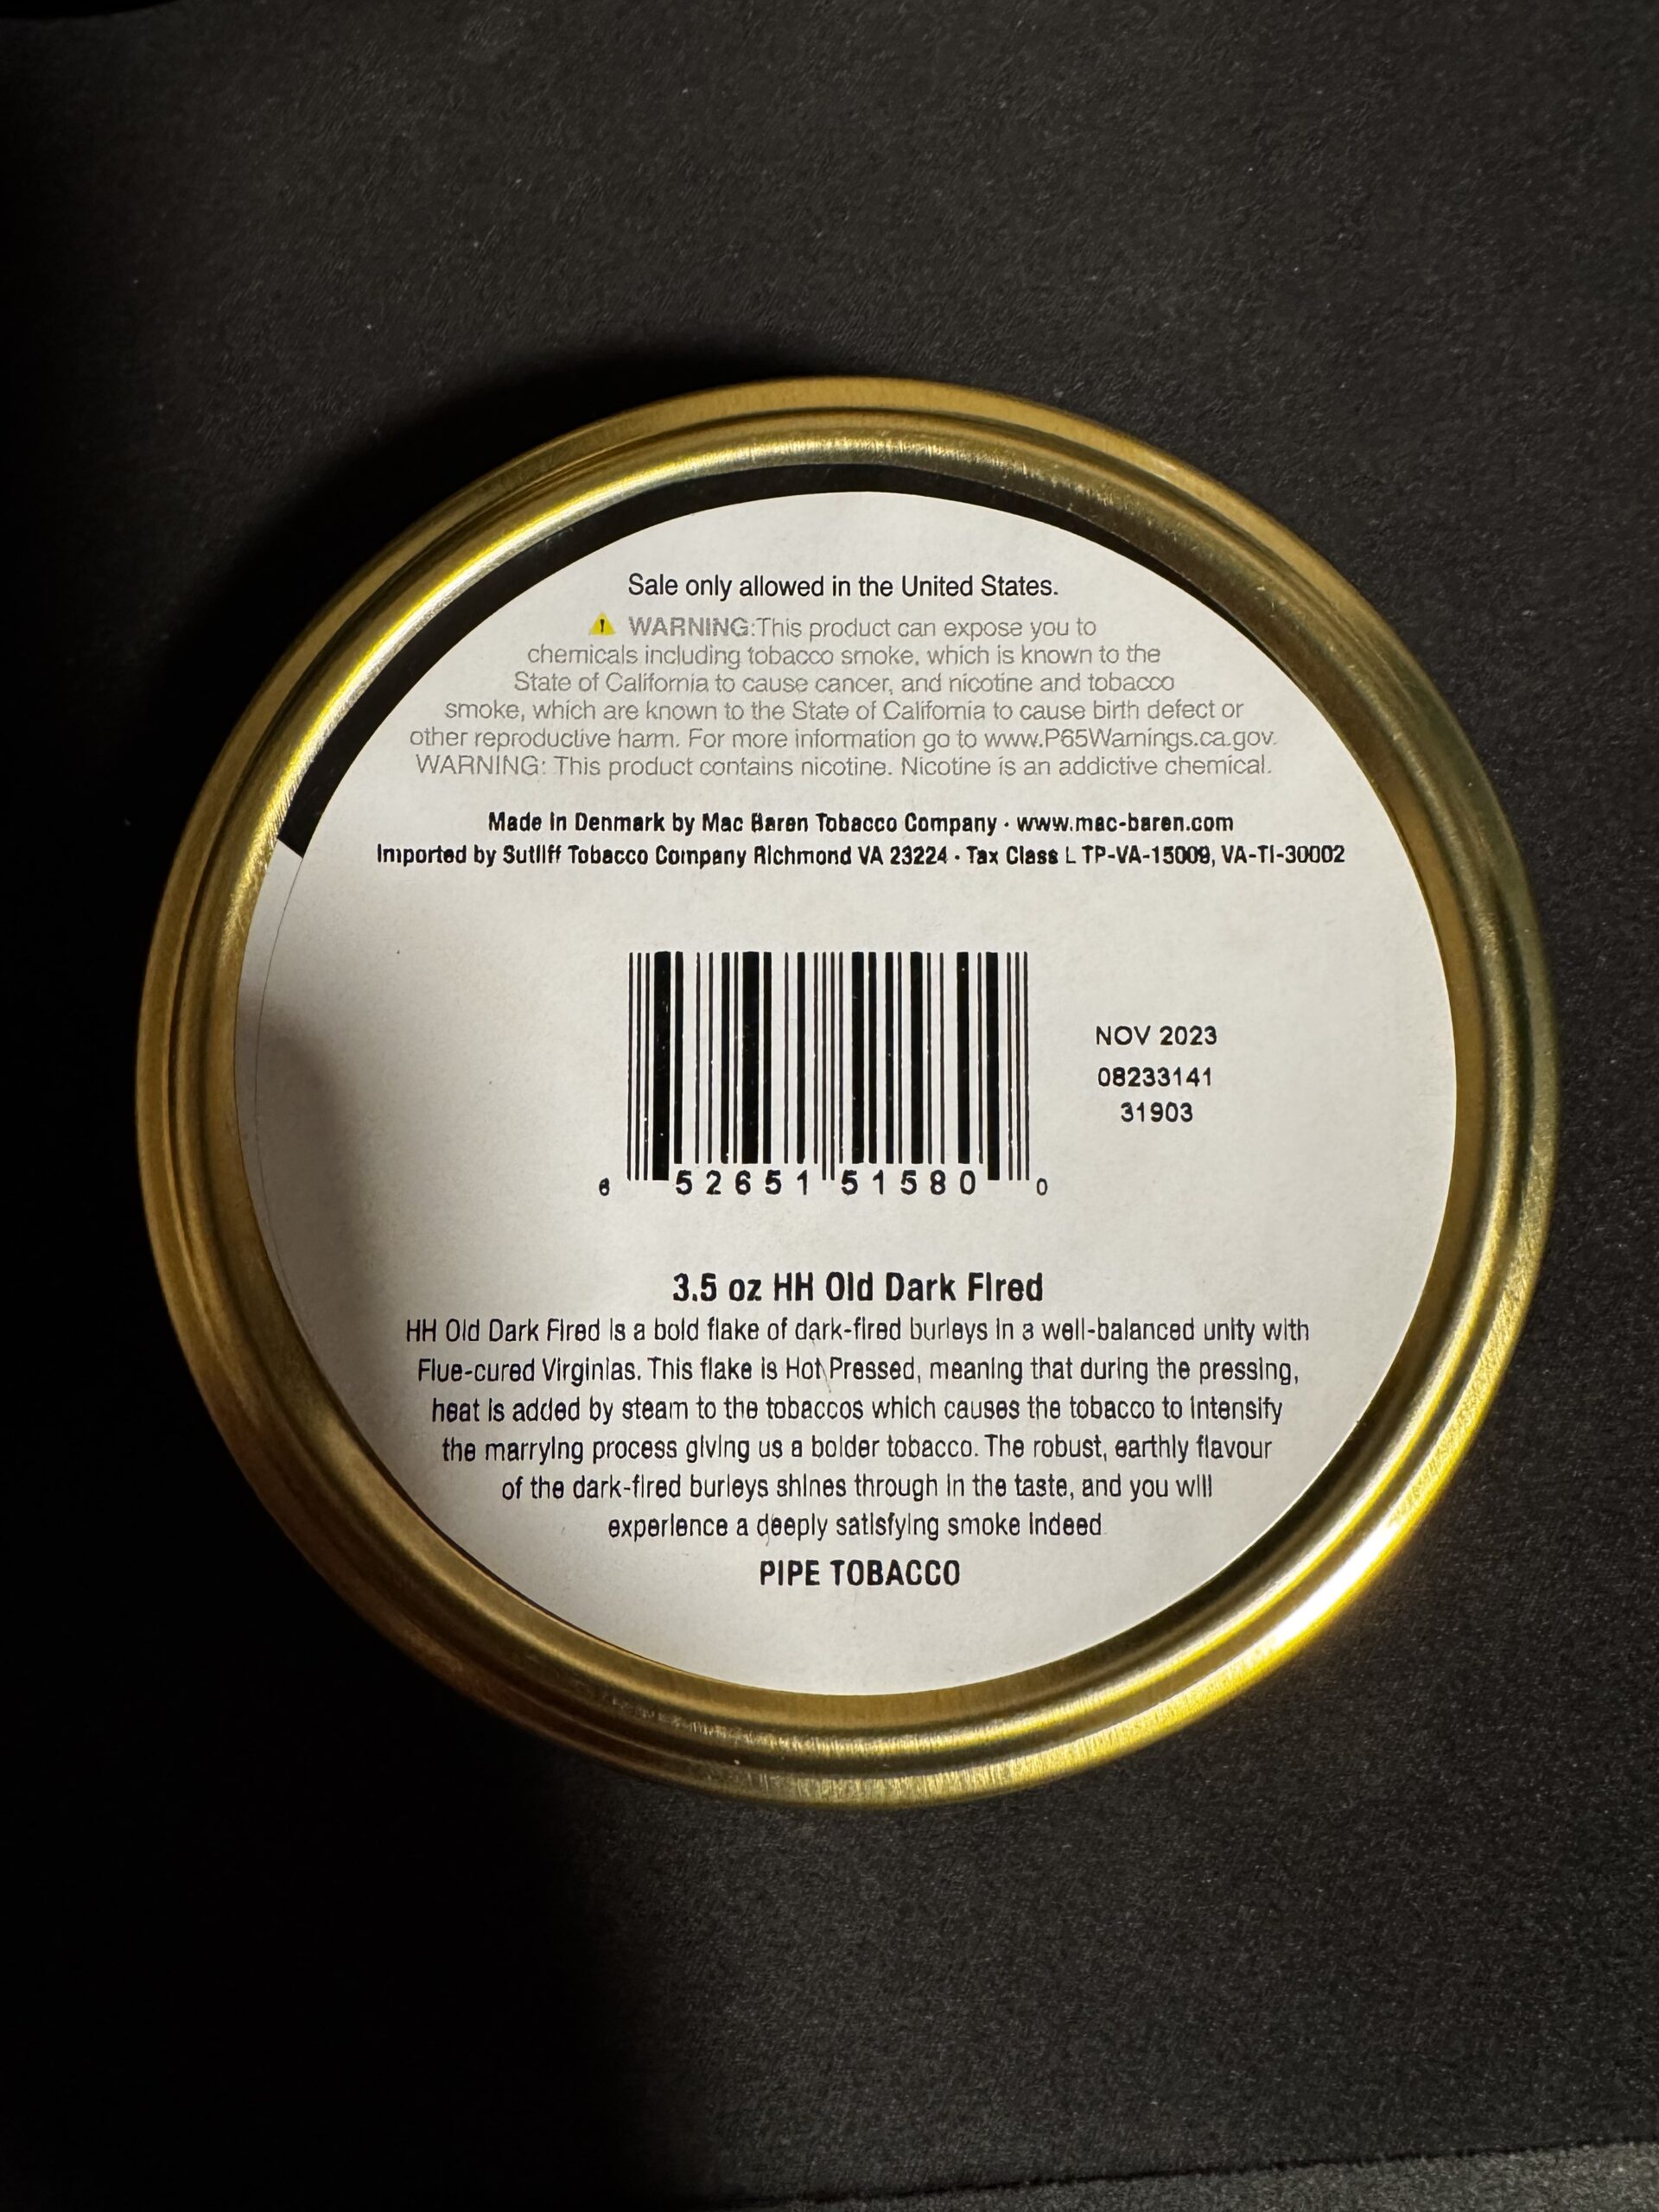 Sale only allowed in the United States.
WARNING:This product can expose you to
chemicals including tobacco smoke, which is known to the
State of California to cause cancer, and nicotine and tobacco
smoke, which are known to the State of California to cause birth defect or
other reproductive harm. For more information go to www.P65Warnings.ca.gov.
WARNING: This product contains nicotine. Nicotine is an addictive chemical.
Made in Denmark by Mac Baren Tobacco Company · www.mac-baren.com
Imported by Sutliff Tobacco Company Richmond VA 23224 · Tax Class L TP-VA-15009, VA-TI-30002
NOV 2023
08233141
31903
6 52651 51580 0
3.5 oz HH Old Dark Fired
HH Old Dark Fired is a bold flake of dark-fired burleys in a well-balanced unity with
Flue-cured Virginias. This flake is Hot Pressed, meaning that during the pressing,
heat is added by steam to the tobaccos which causes the tobacco to intensify
the marrying process giving us a bolder tobacco. The robust, earthly flavour
of the dark-fired burleys shines through in the taste, and you will
experience a deeply satisfying smoke indeed
PIPE TOBACCO